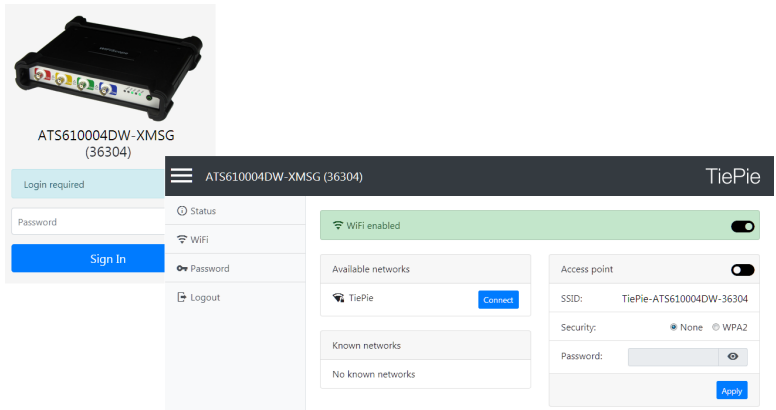 ATS610004DW-XMSG
(36304)
Login required
Password
Sign In
ATS610004DW-XMSG (36304)
TiePie
Status
WiFi
Password
Logout
WiFi enabled
Available networks
TiePie
Connect
Known networks
No known networks
Access point
SSID: TiePie-ATS610004DW-36304
Security: None WPA2
Password:
Apply